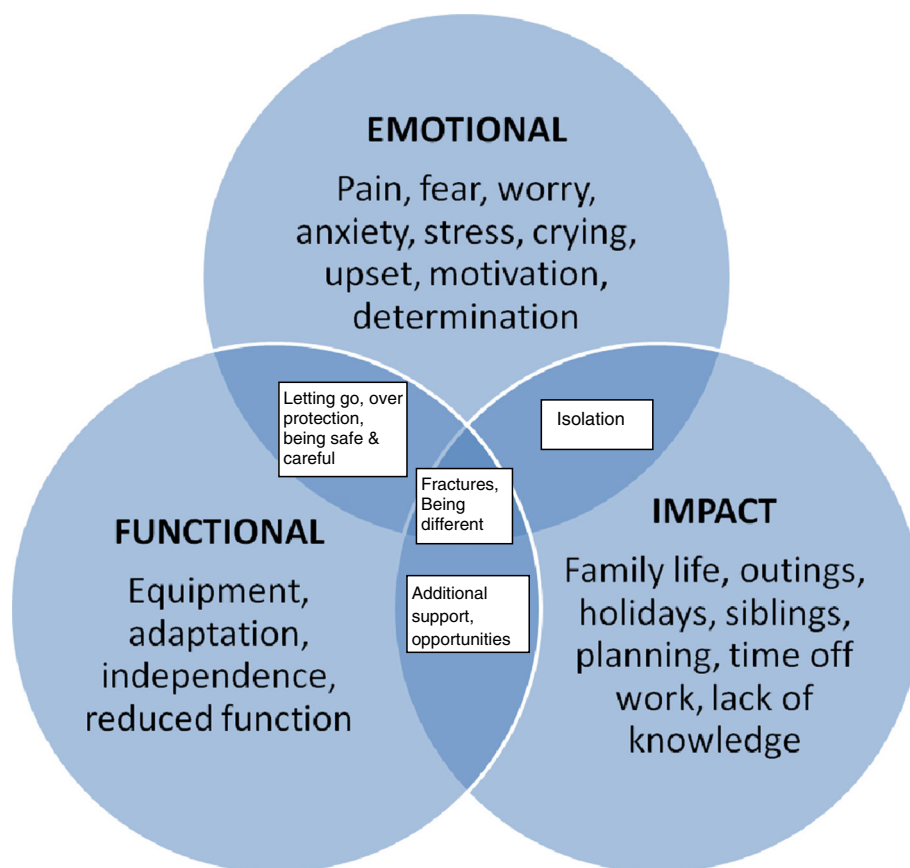 EMOTIONAL
Pain, fear, worry,
anxiety, stress, crying,
upset, motivation,
determination
Letting go, over
protection,
being safe &
careful
Isolation
Fractures,
Being
different
FUNCTIONAL
Equipment,
adaptation,
independence,
reduced function
Additional
support,
opportunities
IMPACT
Family life, outings,
holidays, siblings,
planning, time off
work, lack of
knowledge